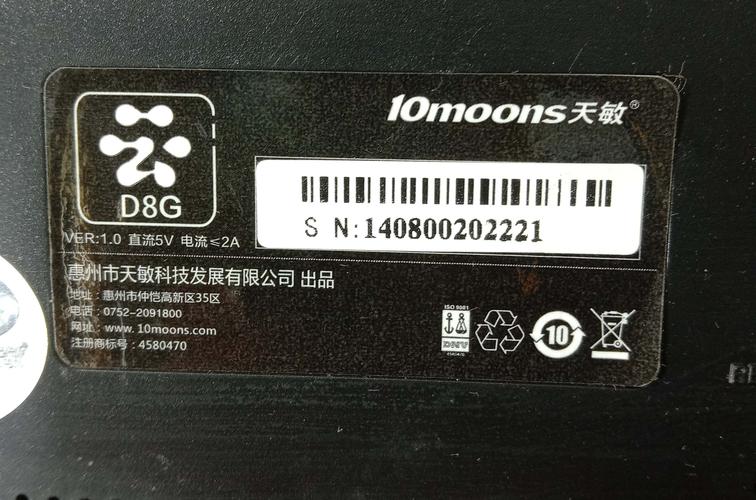 10moons天敏®
云
D8G
S N:140800202221
VER:1.0 直流5V 电流≤2A
惠州市天敏科技发展有限公司 出品
地址：惠州市仲恺高新区35区
电话：0752-2091800
网址：www.10moons.com
注册商标号：4580470
ISO 9001
DNV
10